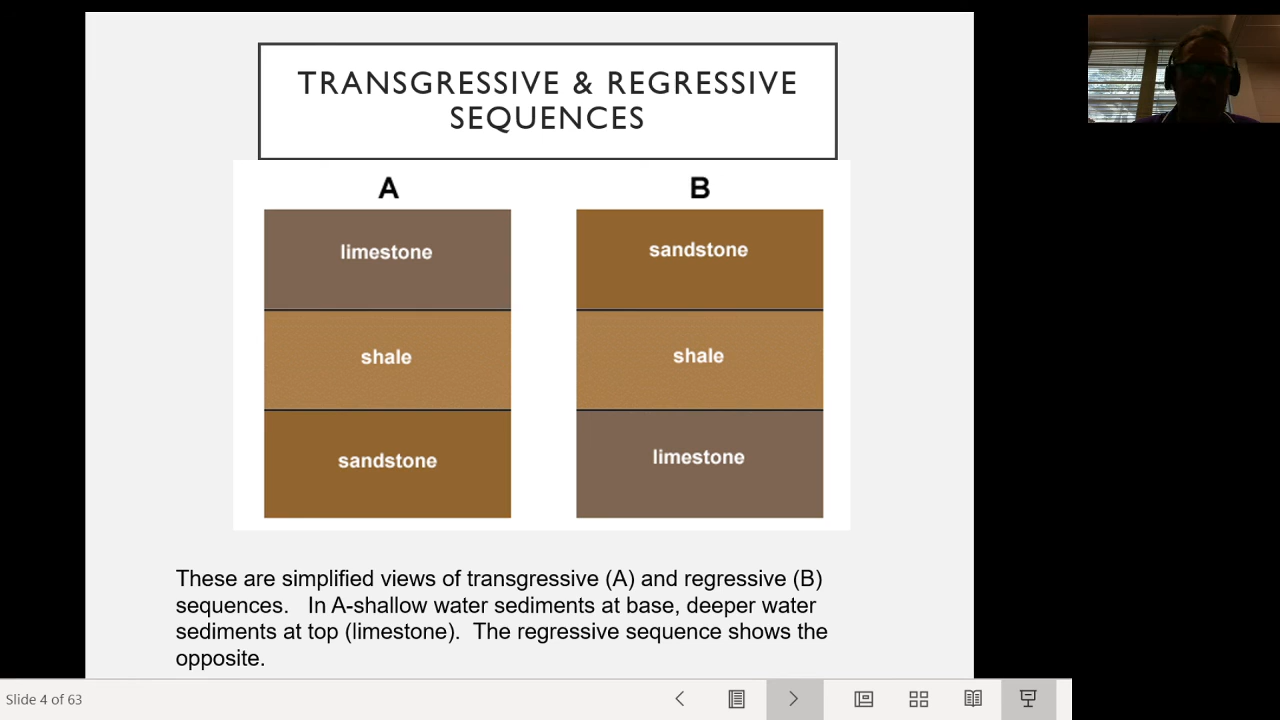 TRANSGRESSIVE & REGRESSIVE
SEQUENCES
A
limestone
shale
sandstone
B
sandstone
shale
limestone
These are simplified views of transgressive (A) and regressive (B)
sequences. In A-shallow water sediments at base, deeper water
sediments at top (limestone). The regressive sequence shows the
opposite.
Slide 4 of 63